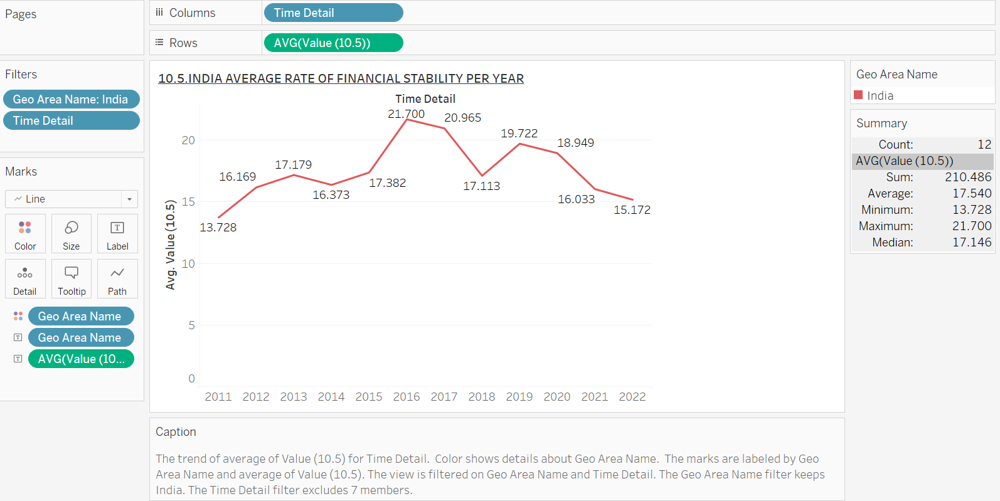 Pages
Columns
Time Detail
Rows
AVG(Value (10.5))
Filters
Geo Area Name: India
Time Detail
Marks
Line
Color
Size
Label
Detail
Tooltip
Path
Geo Area Name
Geo Area Name
AVG(Value (10...
10.5.INDIA AVERAGE RATE OF FINANCIAL STABILITY PER YEAR
Time Detail
Avg. Value (10.5)
20
15
10
5
0
13.728
16.169
17.179
16.373
17.382
21.700
20.965
17.113
19.722
18.949
16.033
15.172
2011 2012 2013 2014 2015 2016 2017 2018 2019 2020 2021 2022
Geo Area Name
India
Summary
Count: 12
AVG(Value (10.5))
Sum: 210.486
Average: 17.540
Minimum: 13.728
Maximum: 21.700
Median: 17.146
Caption
The trend of average of Value (10.5) for Time Detail. Color shows details about Geo Area Name. The marks are labeled by Geo
Area Name and average of Value (10.5). The view is filtered on Geo Area Name and Time Detail. The Geo Area Name filter keeps
India. The Time Detail filter excludes 7 members.